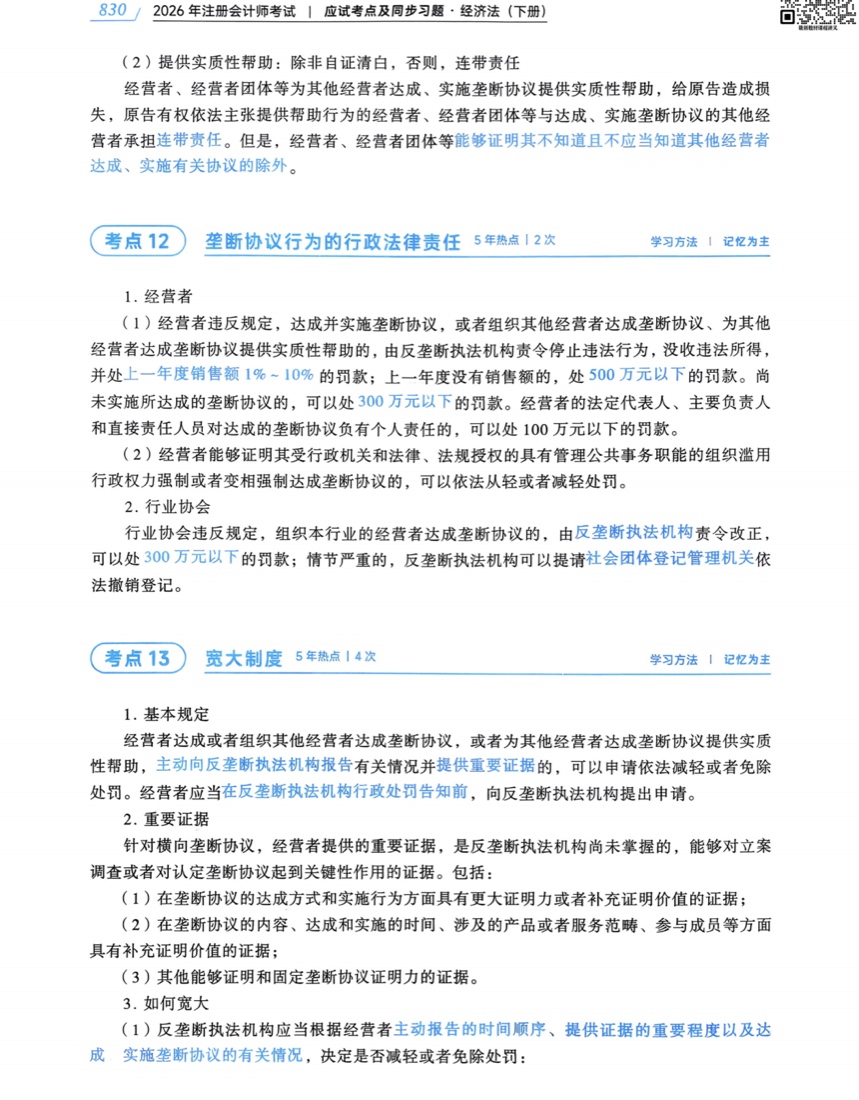 830 2026 年注册会计师考试 | 应试考点及同步习题 · 经济法（下册）
（2）提供实质性帮助：除非自证清白，否则，连带责任
经营者、经营者团体等为其他经营者达成、实施垄断协议提供实质性帮助，给原告造成损
失，原告有权依法主张提供帮助行为的经营者、经营者团体等与达成、实施垄断协议的其他经
营者承担连带责任。但是，经营者、经营者团体等能够证明其不知道且不应当知道其他经营者
达成、实施有关协议的除外。
考点 12 垄断协议行为的行政法律责任 5 年热点 | 2 次 学习方法 | 记忆为主
1. 经营者
（1）经营者违反规定，达成并实施垄断协议，或者组织其他经营者达成垄断协议、为其他
经营者达成垄断协议提供实质性帮助的，由反垄断执法机构责令停止违法行为，没收违法所得，
并处上一年度销售额 1% ~ 10% 的罚款；上一年度没有销售额的，处 500 万元以下的罚款。尚
未实施所达成的垄断协议的，可以处 300 万元以下的罚款。经营者的法定代表人、主要负责人
和直接责任人员对达成的垄断协议负有个人责任的，可以处 100 万元以下的罚款。
（2）经营者能够证明其受行政机关和法律、法规授权的具有管理公共事务职能的组织滥用
行政权力强制或者变相强制达成垄断协议的，可以依法从轻或者减轻处罚。
2. 行业协会
行业协会违反规定，组织本行业的经营者达成垄断协议的，由反垄断执法机构责令改正，
可以处 300 万元以下的罚款；情节严重的，反垄断执法机构可以提请社会团体登记管理机关依
法撤销登记。
考点 13 宽大制度 5 年热点 | 4 次 学习方法 | 记忆为主
1. 基本规定
经营者达成或者组织其他经营者达成垄断协议，或者为其他经营者达成垄断协议提供实质
性帮助，主动向反垄断执法机构报告有关情况并提供重要证据的，可以申请依法减轻或者免除
处罚。经营者应当在反垄断执法机构行政处罚告知前，向反垄断执法机构提出申请。
2. 重要证据
针对横向垄断协议，经营者提供的重要证据，是反垄断执法机构尚未掌握的，能够对立案
调查或者对认定垄断协议起到关键性作用的证据。包括：
（1）在垄断协议的达成方式和实施行为方面具有更大证明力或者补充证明价值的证据；
（2）在垄断协议的内容、达成和实施的时间、涉及的产品或者服务范畴、参与成员等方面
具有补充证明价值的证据；
（3）其他能够证明和固定垄断协议证明力的证据。
3. 如何宽大
（1）反垄断执法机构应当根据经营者主动报告的时间顺序、提供证据的重要程度以及达
成 实施垄断协议的有关情况，决定是否减轻或者免除处罚：